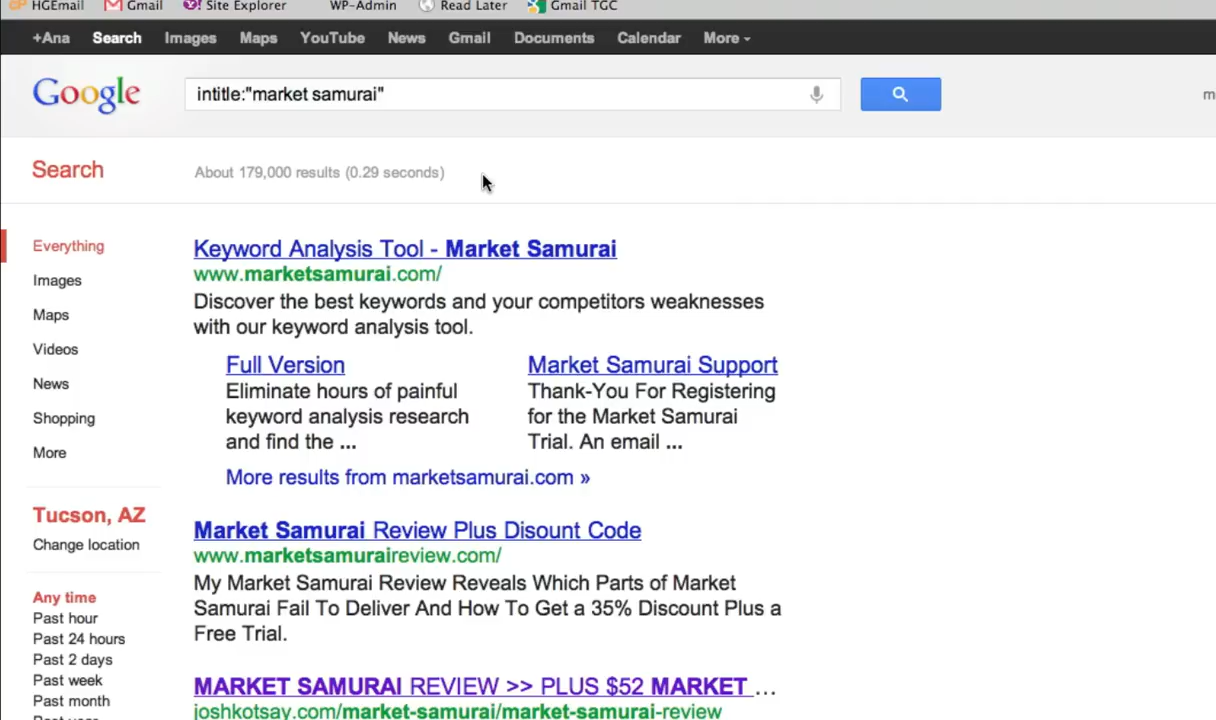 HGEmail Gmail Site Explorer WP-Admin Read Later Gmail TGC
+Ana Search Images Maps YouTube News Gmail Documents Calendar More
Google intitle:"market samurai"
Search About 179,000 results (0.29 seconds)
Everything
Images
Maps
Videos
News
Shopping
More
Tucson, AZ
Change location
Any time
Past hour
Past 24 hours
Past 2 days
Past week
Past month
Keyword Analysis Tool - Market Samurai
www.marketsamurai.com/
Discover the best keywords and your competitors weaknesses
with our keyword analysis tool.
Full Version
Eliminate hours of painful
keyword analysis research
and find the ...
Market Samurai Support
Thank-You For Registering
for the Market Samurai
Trial. An email ...
More results from marketsamurai.com »
Market Samurai Review Plus Disount Code
www.marketsamuraireview.com/
My Market Samurai Review Reveals Which Parts of Market
Samurai Fail To Deliver And How To Get a 35% Discount Plus a
Free Trial.
MARKET SAMURAI REVIEW >> PLUS $52 MARKET ...
joshkotsay.com/market-samurai/market-samurai-review